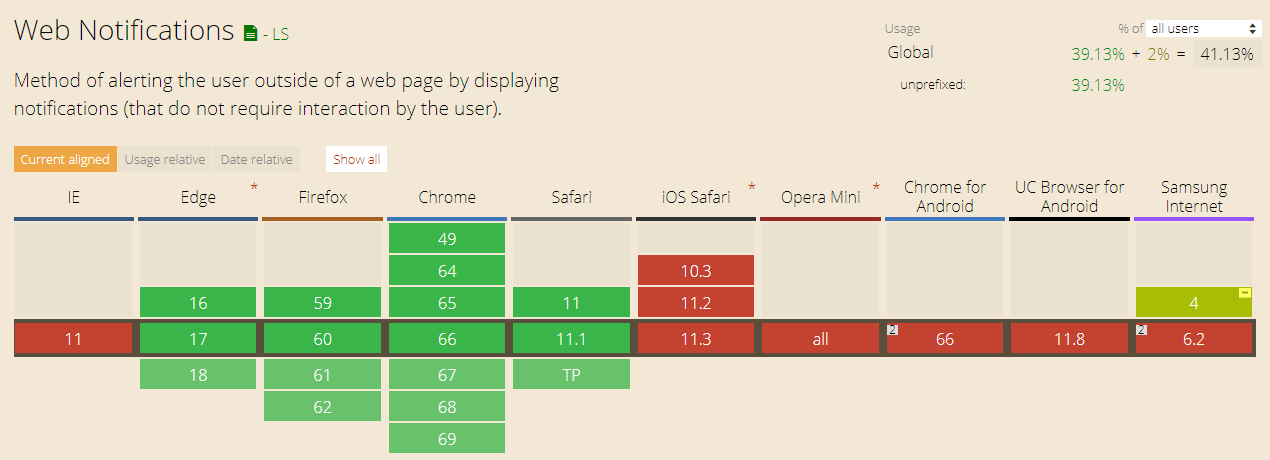 Web Notifications - LS
Usage % of all users
Global 39.13% + 2% = 41.13%
unprefixed: 39.13%
Method of alerting the user outside of a web page by displaying
notifications (that do not require interaction by the user).
Current aligned Usage relative Date relative Show all
IE Edge * Firefox Chrome Safari iOS Safari * Opera Mini * Chrome for Android UC Browser for Android Samsung Internet
49
64 10.3
16 59 65 11 11.2 4 -
11 17 60 66 11.1 11.3 all 2 66 11.8 2 6.2
18 61 67 TP
62 68
69